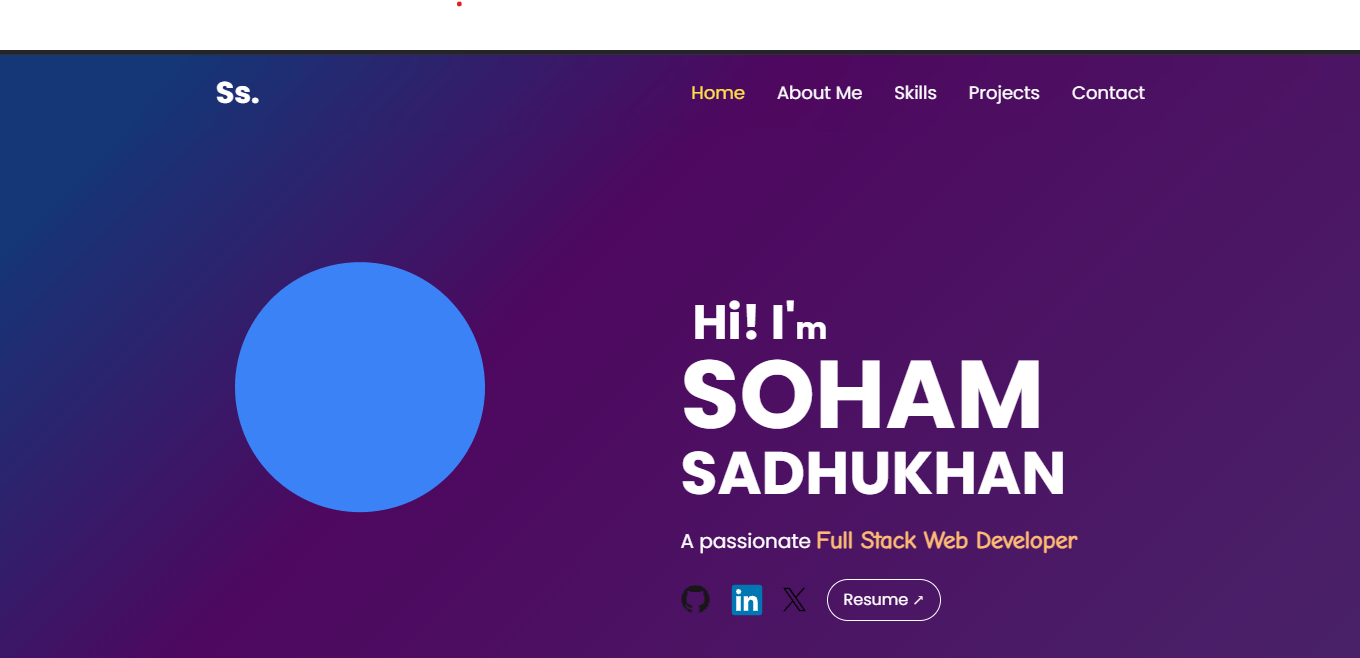 Ss.
Home About Me Skills Projects Contact
Hi! I'm
SOHAM
SADHUKHAN
A passionate Full Stack Web Developer
in X Resume ↗